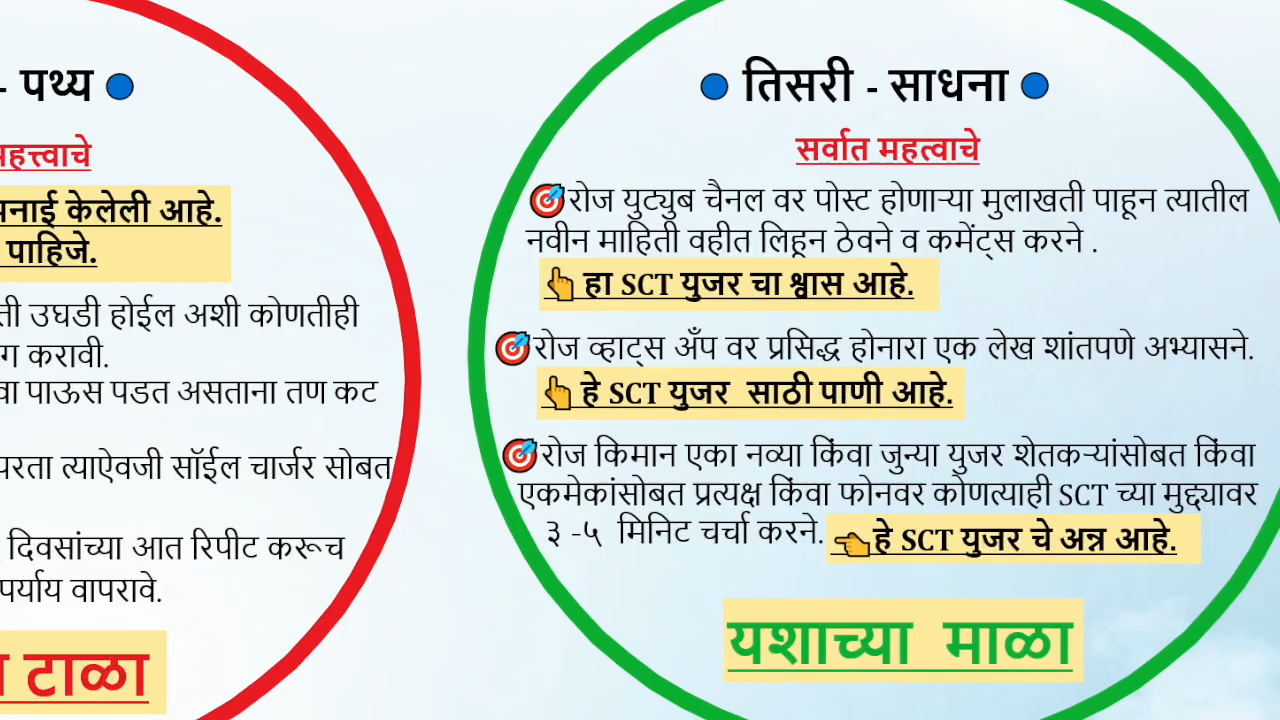 - पथ्य
महत्त्वाचे
मनाई केलेली आहे.
पाहिजे.
ती उघडी होईल अशी कोणतीही
ग करावी.
वा पाऊस पडत असताना तण कट
परता त्याऐवजी सॉईल चार्जर सोबत
दिवसांच्या आत रिपीट करूच
पर्याय वापरावे.
टाळा
तिसरी - साधना
सर्वात महत्वाचे
🎯रोज युट्युब चैनल वर पोस्ट होणाऱ्या मुलाखती पाहून त्यातील
नवीन माहिती वहीत लिहून ठेवने व कमेंट्स करने .
👆 हा SCT युजर चा श्वास आहे.
🎯रोज व्हाट्स अँप वर प्रसिद्ध होनारा एक लेख शांतपणे अभ्यासने.
👆 हे SCT युजर साठी पाणी आहे.
🎯रोज किमान एका नव्या किंवा जुन्या युजर शेतकऱ्यांसोबत किंवा
एकमेकांसोबत प्रत्यक्ष किंवा फोनवर कोणत्याही SCT च्या मुद्द्यावर
३ -५ मिनिट चर्चा करने. 👈हे SCT युजर चे अन्न आहे.
यशाच्या माळा